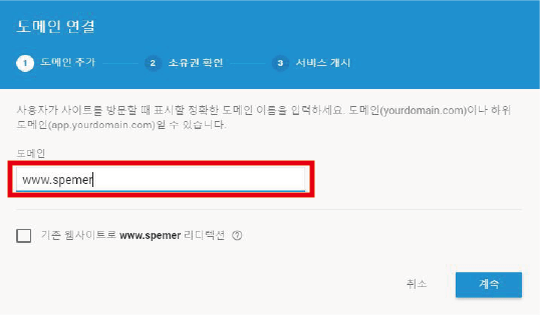 도메인 연결
1 도메인 추가 2 소유권 확인 3 서비스 게시
사용자가 사이트를 방문할 때 표시할 정확한 도메인 이름을 입력하세요. 도메인(yourdomain.com)이나 하위
도메인(app.yourdomain.com)일 수 있습니다.
도메인
www.spemer
기존 웹사이트로 www.spemer 리디렉션 ?
취소 계속